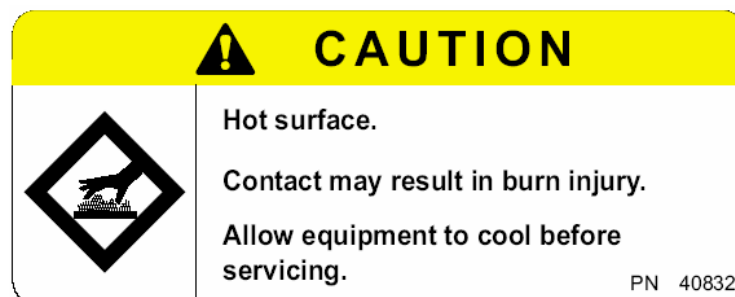 CAUTION
Hot surface.
Contact may result in burn injury.
Allow equipment to cool before
servicing.
PN 40832